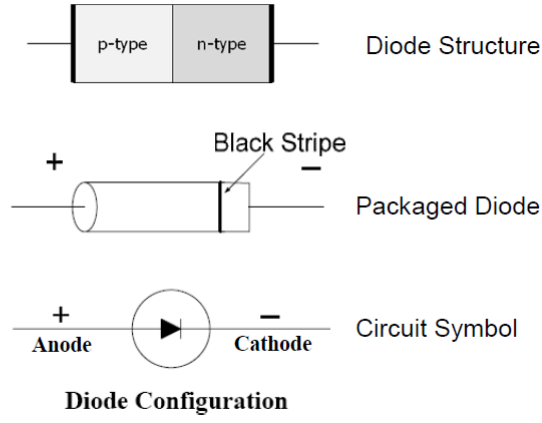 p-type n-type Diode Structure
Black Stripe
+ −
Packaged Diode
+ −
Anode Cathode Circuit Symbol
Diode Configuration